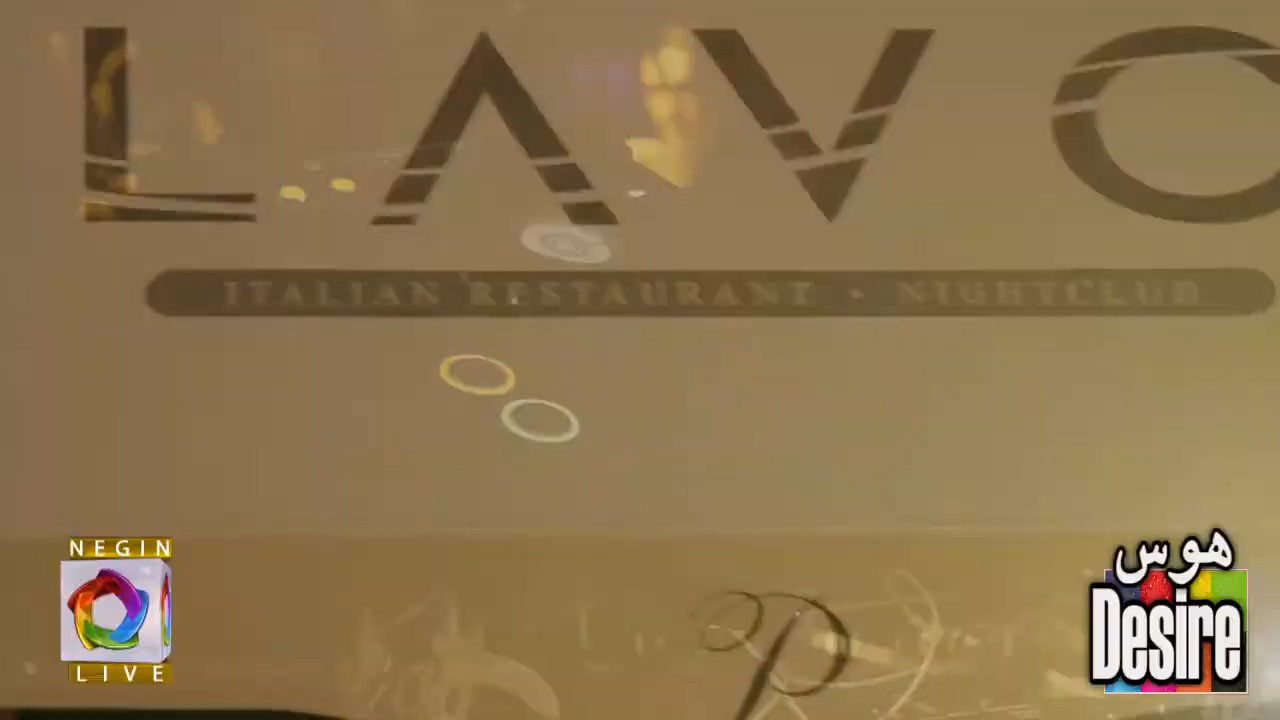 LAVO
ITALIAN RESTAURANT • NIGHTCLUB
NEGIN
LIVE
هوس
Desire